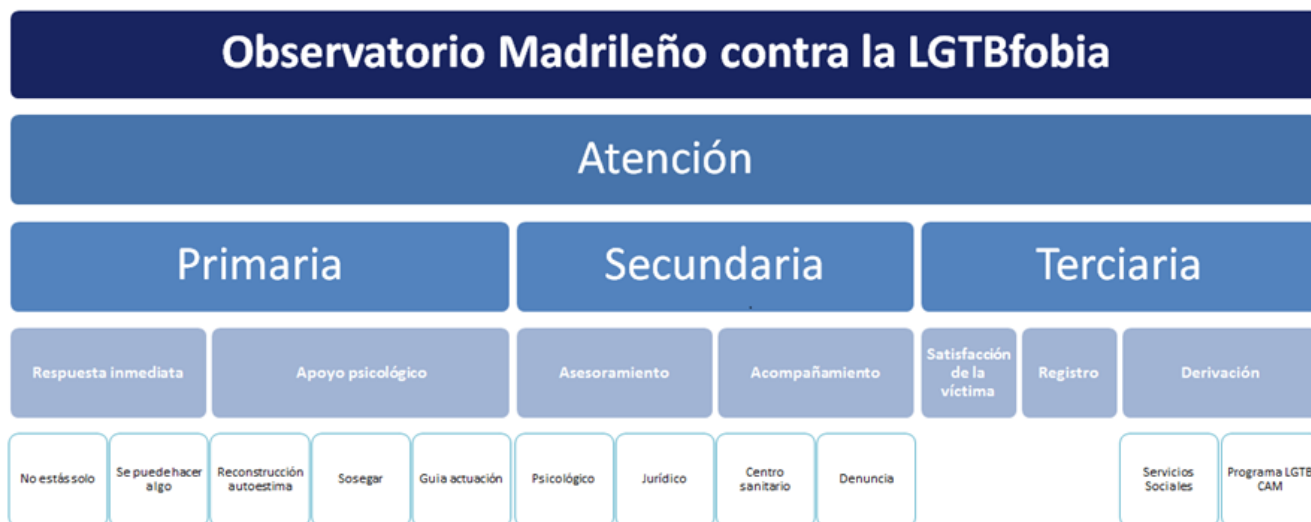 Observatorio Madrileño contra la LGTBfobia
Atención
Primaria
Secundaria
Terciaria
Respuesta inmediata
Apoyo psicológico
Asesoramiento
Acompañamiento
Satisfacción
de la
víctima
Registro
Derivación
No estás solo
Se puede hacer
algo
Reconstrucción
autoestima
Sosegar
Guia actuación
Psicológico
Jurídico
Centro
sanitario
Denuncia
Servicios
Sociales
Programa LGTB
CAM